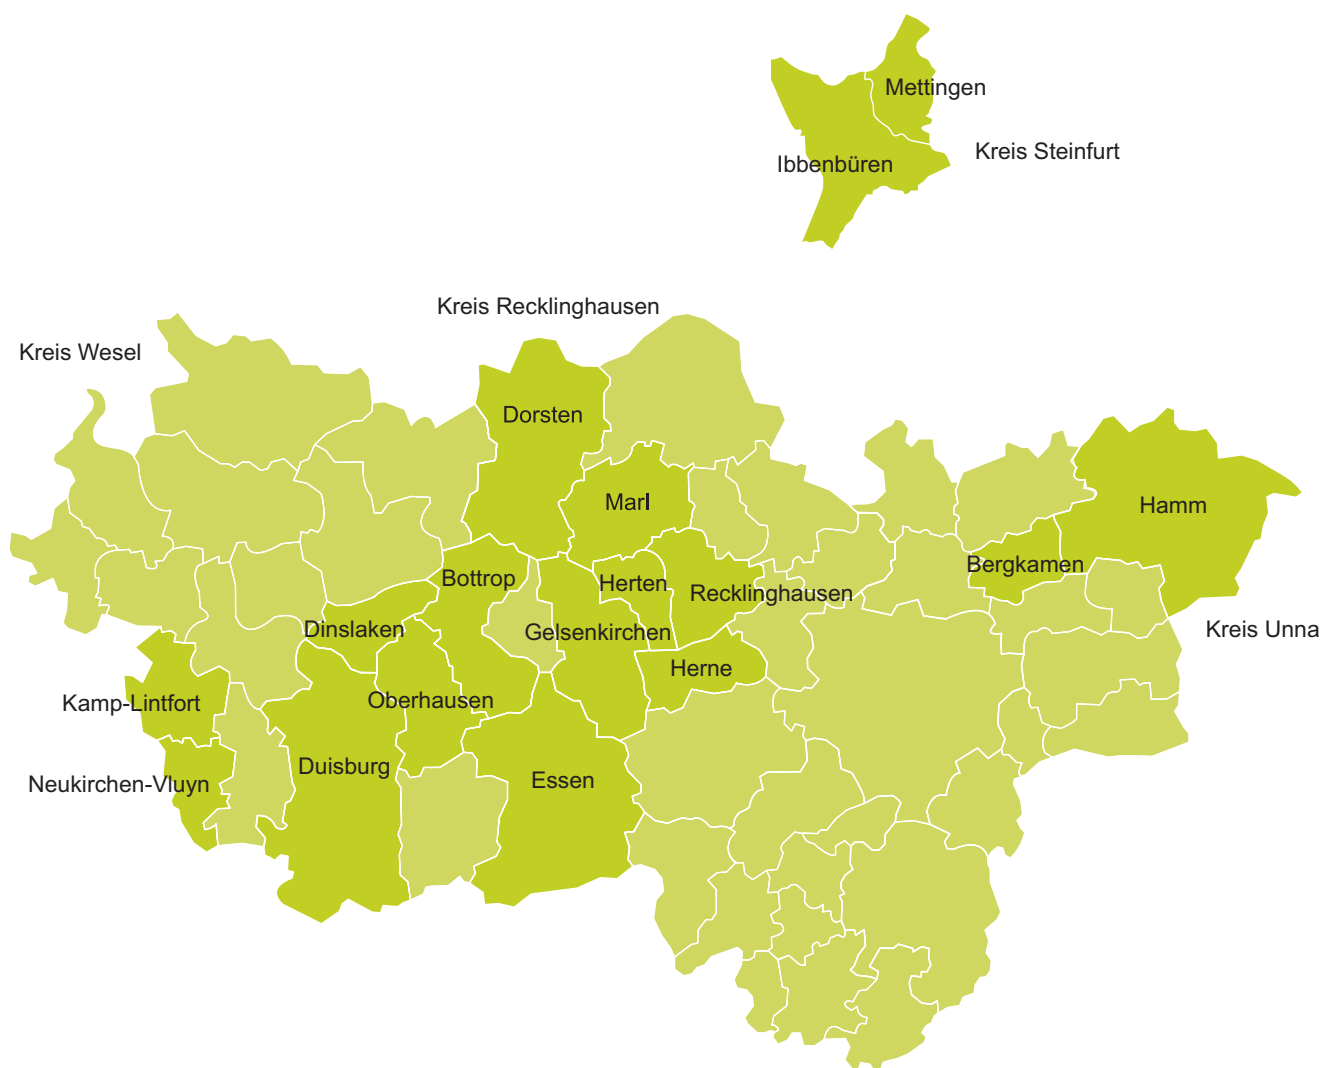 Mettingen
Kreis Steinfurt
Ibbenbüren
Kreis Recklinghausen
Kreis Wesel
Dorsten
Marl
Hamm
Bergkamen
Bottrop
Herten
Recklinghausen
Dinslaken
Gelsenkirchen
Kreis Unna
Herne
Kamp-Lintfort
Oberhausen
Duisburg
Essen
Neukirchen-Vluyn